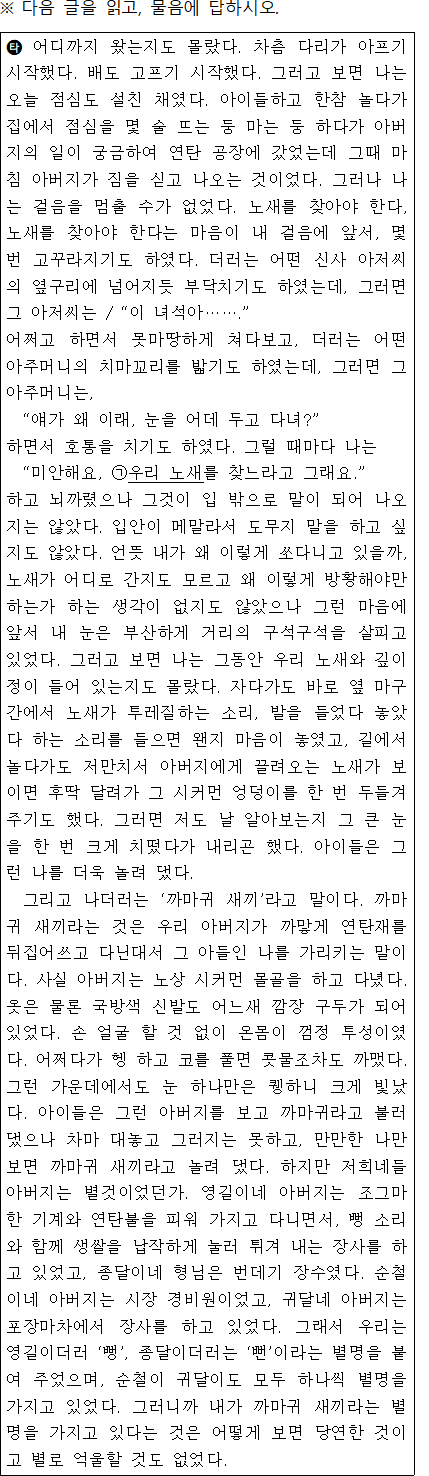 ※ 다음 글을 읽고, 물음에 답하시오.
㉺ 어디까지 왔는지도 몰랐다. 차츰 다리가 아프기
시작했다. 배도 고프기 시작했다. 그러고 보면 나는
오늘 점심도 설친 채였다. 아이들하고 한참 놀다가
집에서 점심을 몇 술 뜨는 둥 마는 둥 하다가 아버
지의 일이 궁금하여 연탄 공장에 갔었는데 그때 마
침 아버지가 짐을 싣고 나오는 것이었다. 그러나 나
는 걸음을 멈출 수가 없었다. 노새를 찾아야 한다,
노새를 찾아야 한다는 마음이 내 걸음에 앞서, 몇
번 고꾸라지기도 하였다. 더러는 어떤 신사 아저씨
의 옆구리에 넘어지듯 부닥치기도 하였는데, 그러면
그 아저씨는 / “이 녀석아…….”
어쩌고 하면서 못마땅하게 쳐다보고, 더러는 어떤
아주머니의 치마꼬리를 밟기도 하였는데, 그러면 그
아주머니는,
“얘가 왜 이래, 눈을 어데 두고 다녀?”
하면서 호통을 치기도 하였다. 그럴 때마다 나는
“미안해요, ㉠우리 노새를 찾느라고 그래요.”
하고 뇌까렸으나 그것이 입 밖으로 말이 되어 나오
지는 않았다. 입안이 메말라서 도무지 말을 하고 싶
지도 않았다. 언뜻 내가 왜 이렇게 쏘다니고 있을까,
노새가 어디로 간지도 모르고 왜 이렇게 방황해야만
하는가 하는 생각이 없지도 않았으나 그런 마음에
앞서 내 눈은 부산하게 거리의 구석구석을 살피고
있었다. 그러고 보면 나는 그동안 우리 노새와 깊이
정이 들어 있는지도 몰랐다. 자다가도 바로 옆 마구
간에서 노새가 투레질하는 소리, 발을 들었다 놓았
다 하는 소리를 들으면 왠지 마음이 놓였고, 길에서
놀다가도 저만치서 아버지에게 끌려오는 노새가 보
이면 후딱 달려가 그 시커먼 엉덩이를 한 번 두들겨
주기도 했다. 그러면 저도 날 알아보는지 그 큰 눈
을 한 번 크게 치떴다가 내리곤 했다. 아이들은 그
런 나를 더욱 놀려 댔다.
그리고 나더러는 ‘까마귀 새끼’라고 말이다. 까마
귀 새끼라는 것은 우리 아버지가 까맣게 연탄재를
뒤집어쓰고 다닌대서 그 아들인 나를 가리키는 말이
다. 사실 아버지는 노상 시커먼 몰골을 하고 다녔다.
옷은 물론 국방색 신발도 어느새 깜장 구두가 되어
있었다. 손 얼굴 할 것 없이 온몸이 껌정 투성이였
다. 어쩌다가 헹 하고 코를 풀면 콧물조차도 까맸다.
그런 가운데에서도 눈 하나만은 퀭하니 크게 빛났
다. 아이들은 그런 아버지를 보고 까마귀라고 불러
댔으나 차마 대놓고 그러지는 못하고, 만만한 나만
보면 까마귀 새끼라고 놀려 댔다. 하지만 저희네들
아버지는 별것이었던가. 영길이네 아버지는 조그마
한 기계와 연탄불을 피워 가지고 다니면서, 뻥 소리
와 함께 생쌀을 납작하게 눌러 튀겨 내는 장사를 하
고 있었고, 종달이네 형님은 번데기 장수였다. 순철
이네 아버지는 시장 경비원이었고, 귀달네 아버지는
포장마차에서 장사를 하고 있었다. 그래서 우리는
영길이더러 ‘뻥’, 종달이더러는 ‘뻔’이라는 별명을 붙
여 주었으며, 순철이 귀달이도 모두 하나씩 별명을
가지고 있었다. 그러니까 내가 까마귀 새끼라는 별
명을 가지고 있다는 것은 어떻게 보면 당연한 것이
고 별로 억울할 것도 없었다.